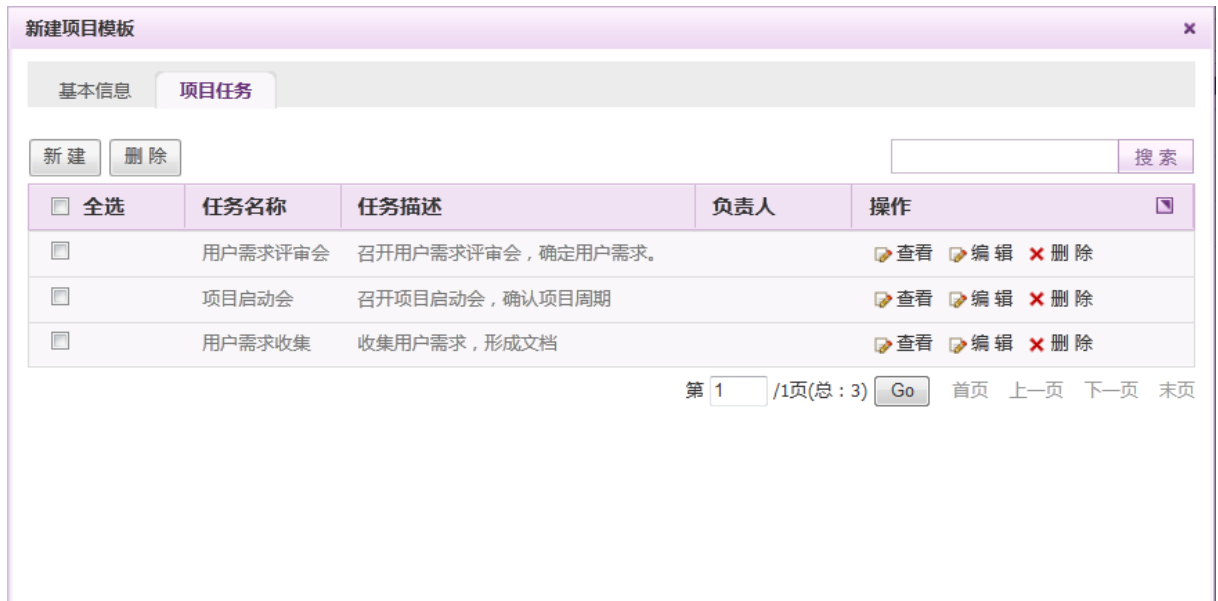 新建项目模板
基本信息 项目任务
新 建 删 除 搜 索
全选 任务名称 任务描述 负责人 操作
用户需求评审会 召开用户需求评审会，确定用户需求。 查看 编 辑 删 除
项目启动会 召开项目启动会，确认项目周期 查看 编 辑 删 除
用户需求收集 收集用户需求，形成文档 查看 编 辑 删 除
第 1 /1页(总：3) Go 首页 上一页 下一页 末页